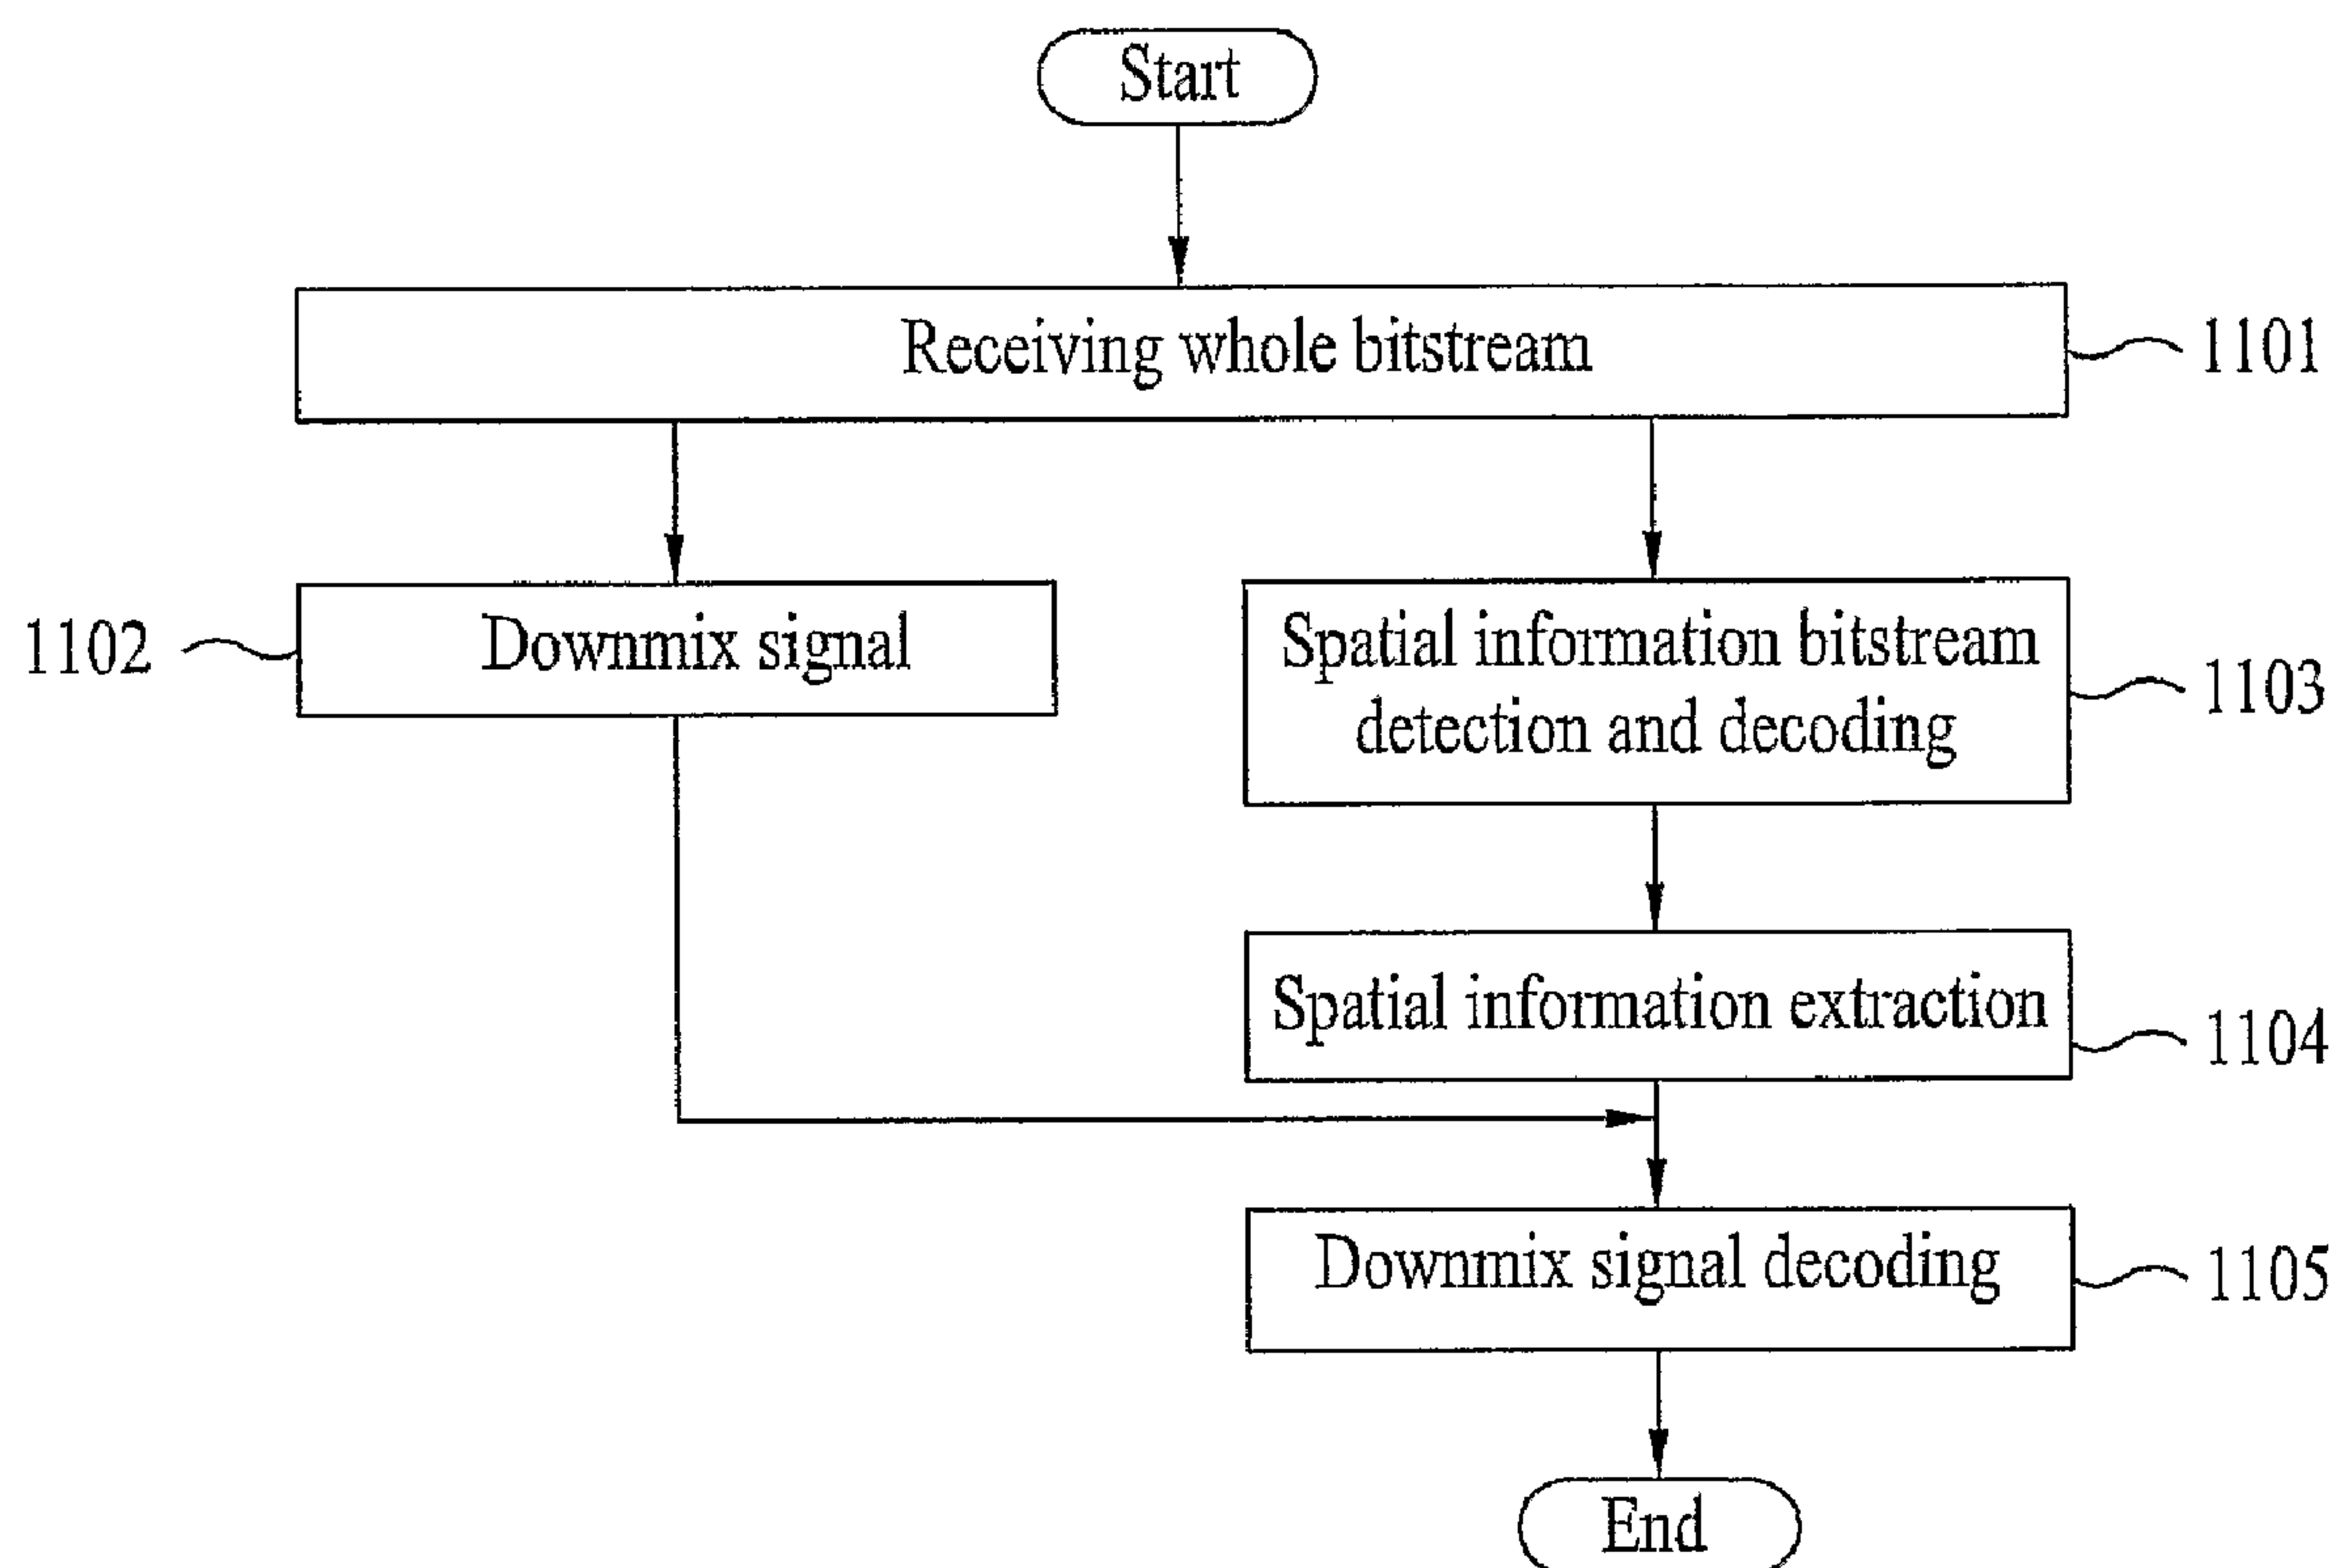 Start
Receiving whole bitstream
1101
1102
Downmix signal
Spatial information bitstream
detection and decoding
1103
Spatial information extraction
1104
Downmix signal decoding
1105
End